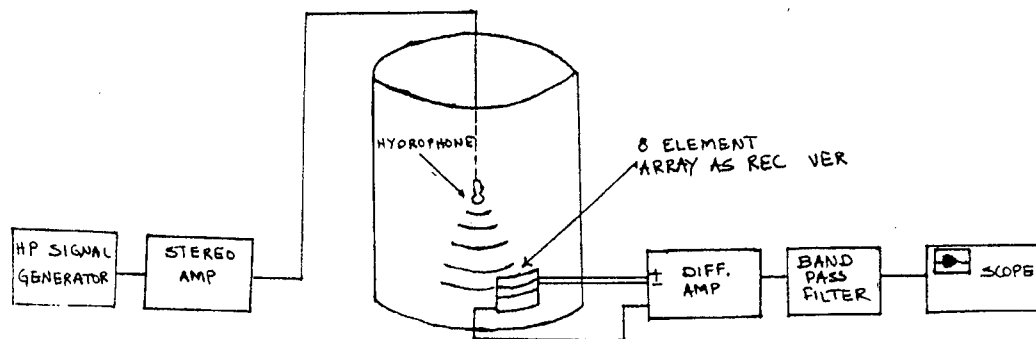 HYDROPHONE
8 ELEMENT
ARRAY AS REC VER
HP SIGNAL
GENERATOR
STEREO
AMP
+
-
DIFF.
AMP
BAND
PASS
FILTER
SCOPE